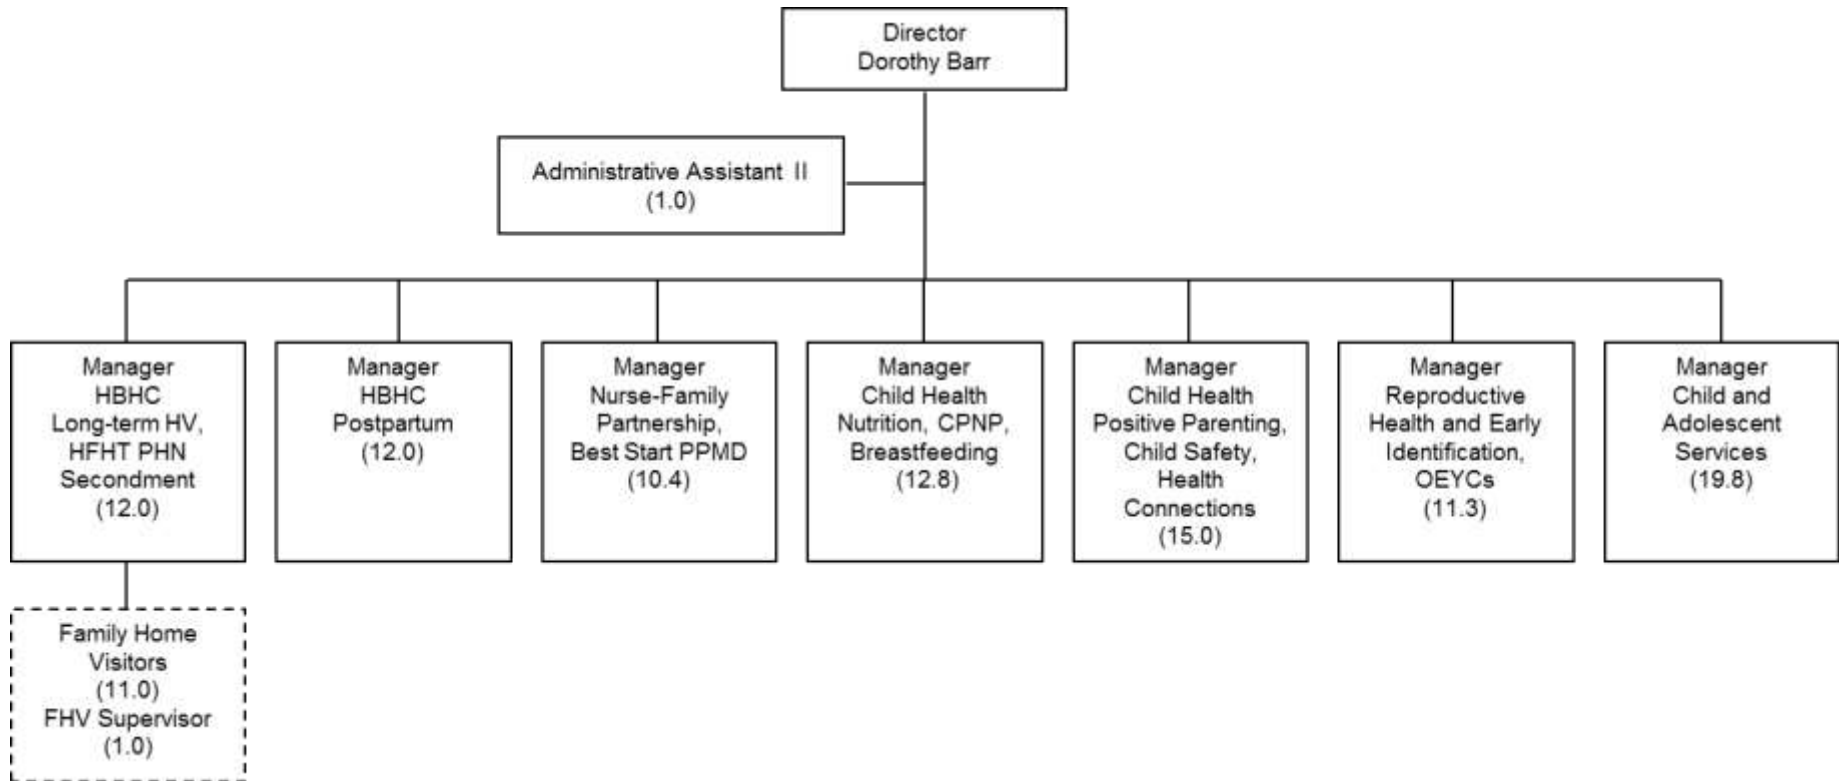 Director
Dorothy Barr
Administrative Assistant II
(1.0)
Manager
HBHC
Long-term HV,
HFHT PHN
Secondment
(12.0)
Manager
HBHC
Postpartum
(12.0)
Manager
Nurse-Family
Partnership,
Best Start PPMD
(10.4)
Manager
Child Health
Nutrition, CPNP,
Breastfeeding
(12.8)
Manager
Child Health
Positive Parenting,
Child Safety,
Health
Connections
(15.0)
Manager
Reproductive
Health and Early
Identification,
OEYCs
(11.3)
Manager
Child and
Adolescent
Services
(19.8)
Family Home
Visitors
(11.0)
FHV Supervisor
(1.0)